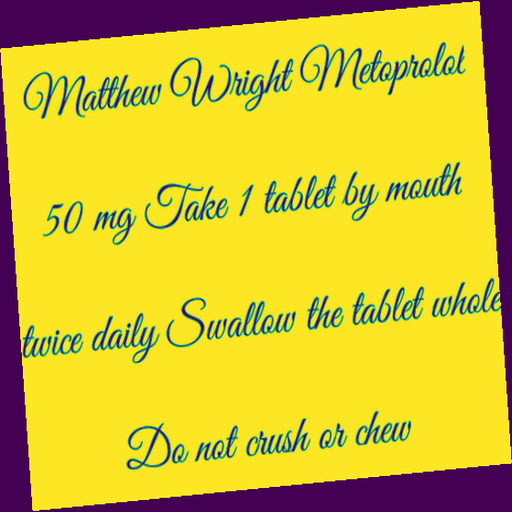 Matthew Wright Metoprolol
50 mg Take 1 tablet by mouth
twice daily Swallow the tablet whole
Do not crush or chew